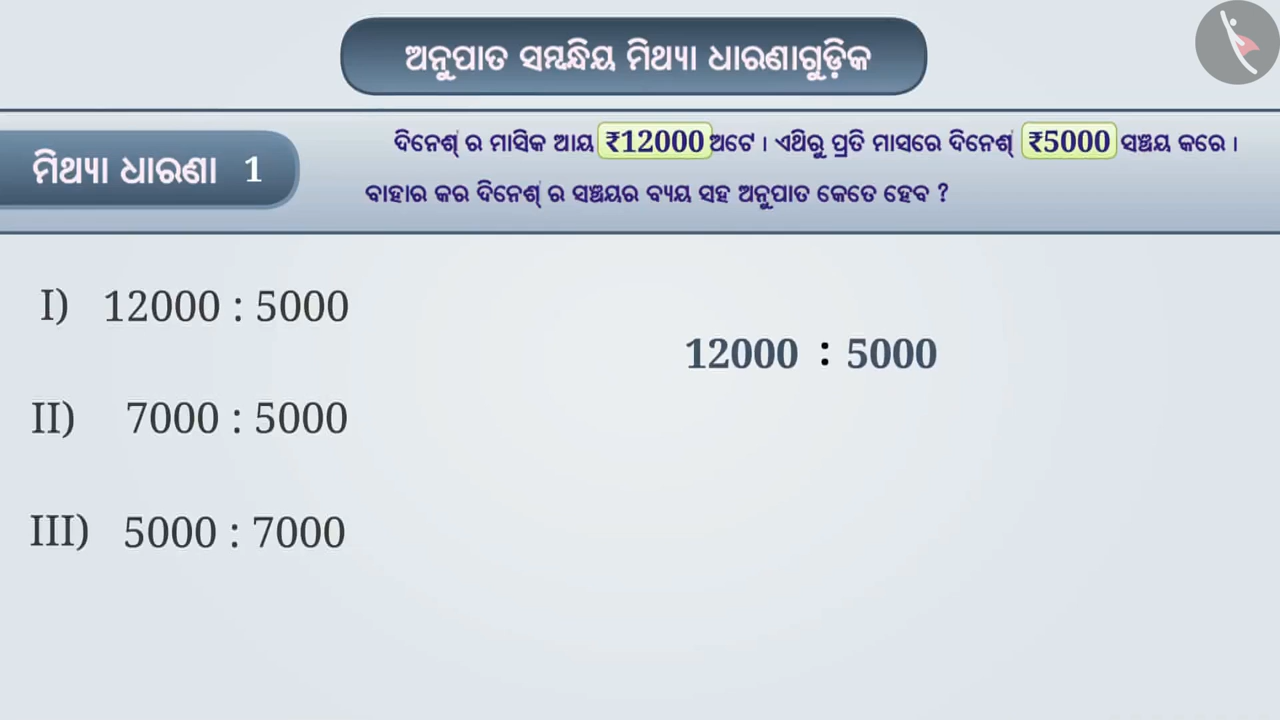 ଅନୁପାତ ସମ୍ବନ୍ଧିୟ ମିଥ୍ୟା ଧାରଣାଗୁଡ଼ିକ
ମିଥ୍ୟା ଧାରଣା 1
ଦିନେଶ୍ ର ମାସିକ ଆୟ ₹12000 ଅଟେ । ଏଥିରୁ ପ୍ରତି ମାସରେ ଦିନେଶ୍ ₹5000 ସଞ୍ଚୟ କରେ ।
ବାହାର କର ଦିନେଶ୍ ର ସଞ୍ଚୟର ବ୍ୟୟ ସହ ଅନୁପାତ କେତେ ହେବ ?
I) 12000 : 5000
12000 : 5000
II) 7000 : 5000
III) 5000 : 7000